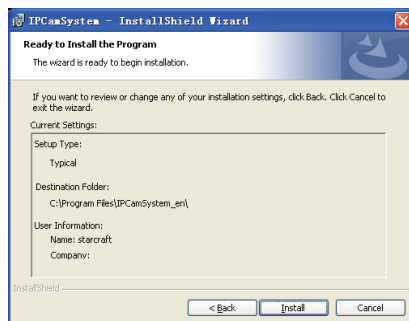 IPCamSystem - InstallShield Wizard
Ready to Install the Program
The wizard is ready to begin installation.
If you want to review or change any of your installation settings, click Back. Click Cancel to
exit the wizard.
Current Settings:
Setup Type:
Typical
Destination Folder:
C:\Program Files\IPCamSystem_en\
User Information:
Name: starcraft
Company:
InstallShield
< Back
Install
Cancel